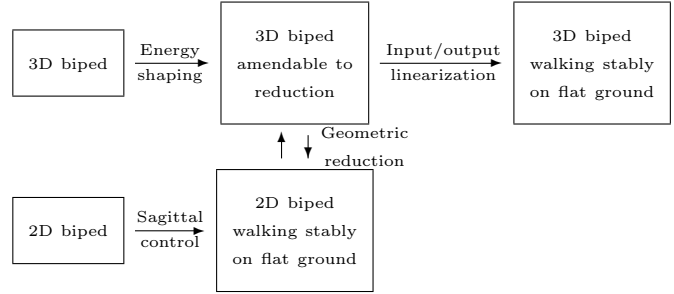 3D biped
Energy
shaping
3D biped
amendable to
reduction
Input/output
linearization
3D biped
walking stably
on flat ground
Geometric
reduction
2D biped
Sagittal
control
2D biped
walking stably
on flat ground